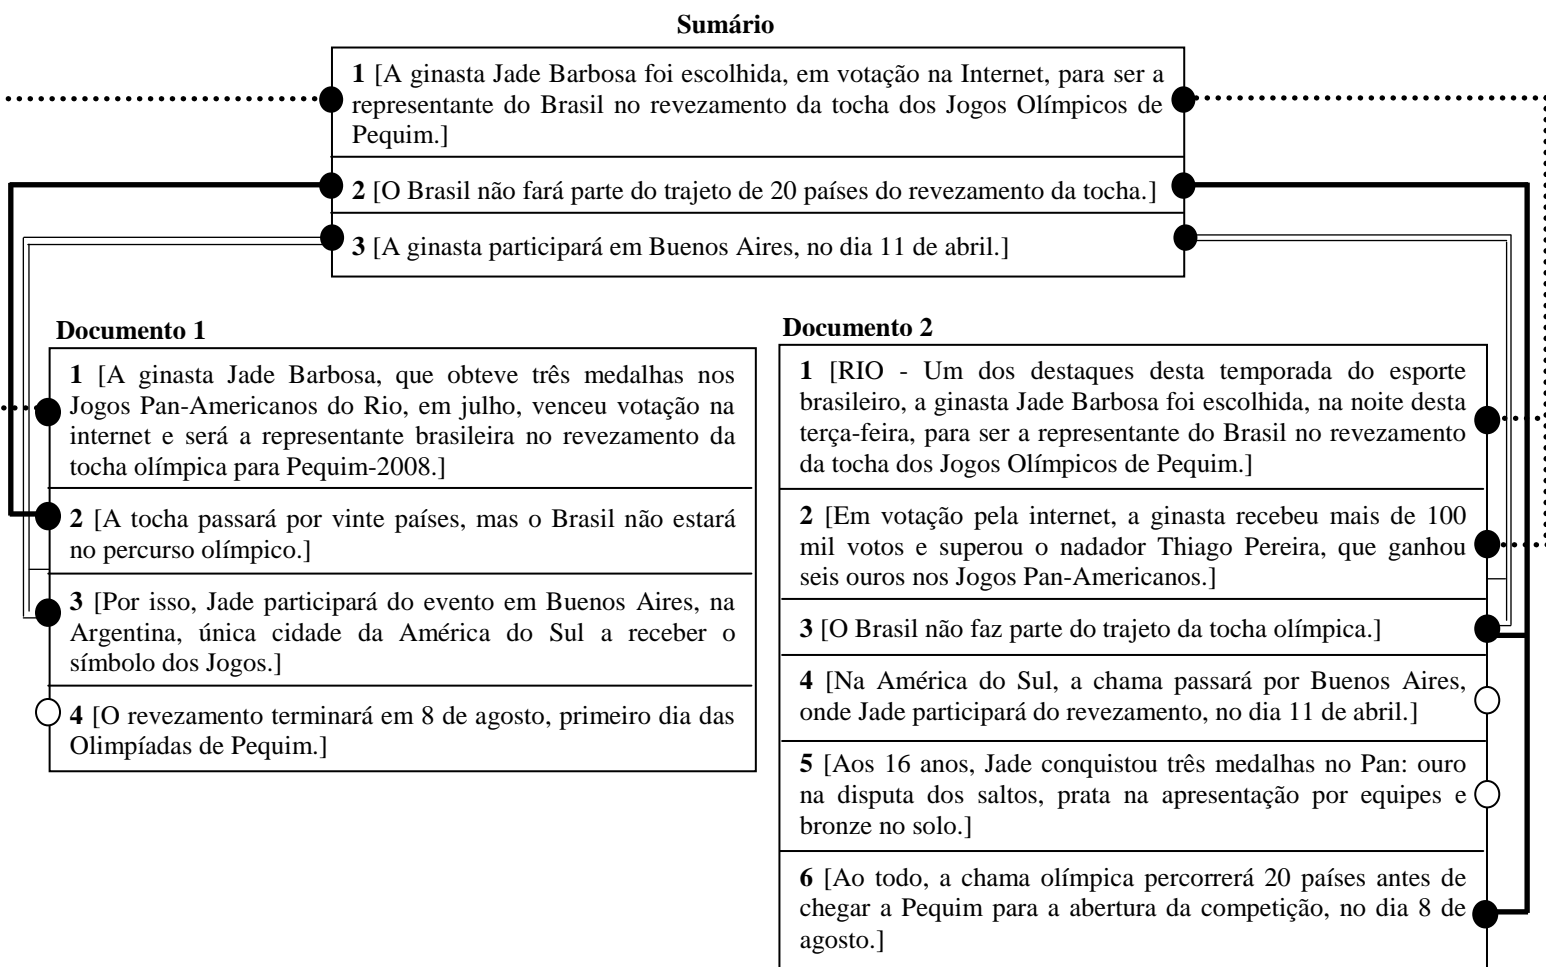 Sumário
1 [A ginasta Jade Barbosa foi escolhida, em votação na Internet, para ser a
representante do Brasil no revezamento da tocha dos Jogos Olímpicos de
Pequim.]
2 [O Brasil não fará parte do trajeto de 20 países do revezamento da tocha.]
3 [A ginasta participará em Buenos Aires, no dia 11 de abril.]
Documento 1
1 [A ginasta Jade Barbosa, que obteve três medalhas nos
Jogos Pan-Americanos do Rio, em julho, venceu votação na
internet e será a representante brasileira no revezamento da
tocha olímpica para Pequim-2008.]
2 [A tocha passará por vinte países, mas o Brasil não estará
no percurso olímpico.]
3 [Por isso, Jade participará do evento em Buenos Aires, na
Argentina, única cidade da América do Sul a receber o
símbolo dos Jogos.]
4 [O revezamento terminará em 8 de agosto, primeiro dia das
Olimpíadas de Pequim.]
Documento 2
1 [RIO - Um dos destaques desta temporada do esporte
brasileiro, a ginasta Jade Barbosa foi escolhida, na noite desta
terça-feira, para ser a representante do Brasil no revezamento
da tocha dos Jogos Olímpicos de Pequim.]
2 [Em votação pela internet, a ginasta recebeu mais de 100
mil votos e superou o nadador Thiago Pereira, que ganhou
seis ouros nos Jogos Pan-Americanos.]
3 [O Brasil não faz parte do trajeto da tocha olímpica.]
4 [Na América do Sul, a chama passará por Buenos Aires,
onde Jade participará do revezamento, no dia 11 de abril.]
5 [Aos 16 anos, Jade conquistou três medalhas no Pan: ouro
na disputa dos saltos, prata na apresentação por equipes e
bronze no solo.]
6 [Ao todo, a chama olímpica percorrerá 20 países antes de
chegar a Pequim para a abertura da competição, no dia 8 de
agosto.]